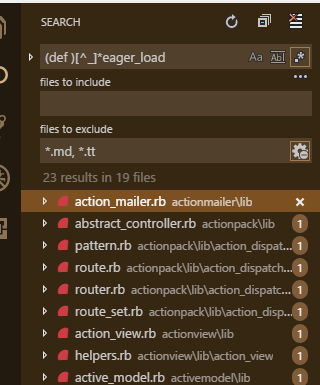 SEARCH
(def )[^_]*eager_load Aa Abl .*
files to include
files to exclude
*.md, *.tt
23 results in 19 files
action_mailer.rb actionmailer\lib
abstract_controller.rb actionpack\lib 1
pattern.rb actionpack\lib\action_dispat... 1
route.rb actionpack\lib\action_dispatch... 1
router.rb actionpack\lib\action_dispatc... 1
route_set.rb actionpack\lib\action_disp... 1
action_view.rb actionview\lib 1
helpers.rb actionview\lib\action_view 1
active_model.rb activemodel\lib 1